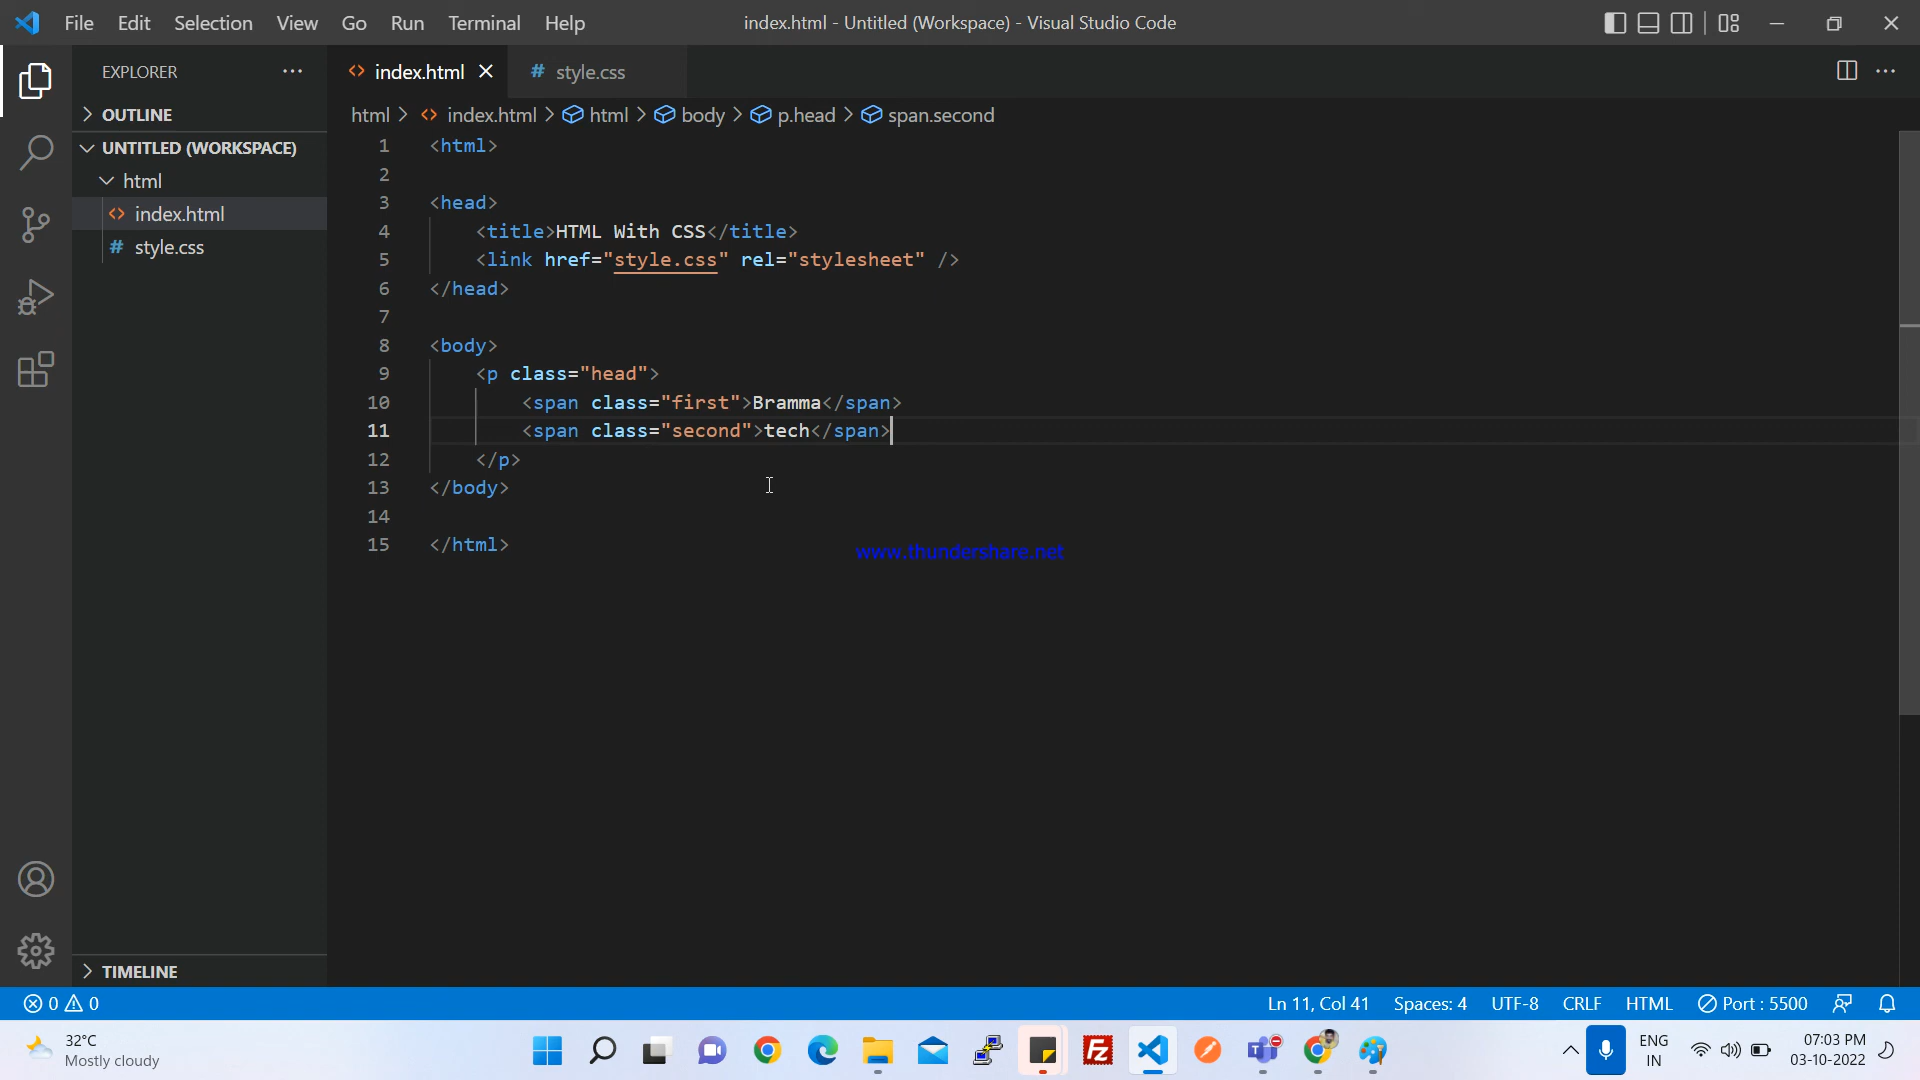 File Edit Selection View Go Run Terminal Help
index.html - Untitled (Workspace) - Visual Studio Code
EXPLORER
OUTLINE
UNTITLED (WORKSPACE)
html
index.html
style.css
TIMELINE
index.html
style.css
html > index.html > html > body > p.head > span.second
1 <html>
2
3 <head>
4 <title>HTML With CSS</title>
5 <link href="style.css" rel="stylesheet" />
6 </head>
7
8 <body>
9 <p class="head">
10 <span class="first">Bramma</span>
11 <span class="second">tech</span>
12 </p>
13 </body>
14
15 </html>
www.thundershare.net
0 0
Ln 11, Col 41 Spaces: 4 UTF-8 CRLF HTML Port : 5500
32°C
Mostly cloudy
ENG
IN
07:03 PM
03-10-2022